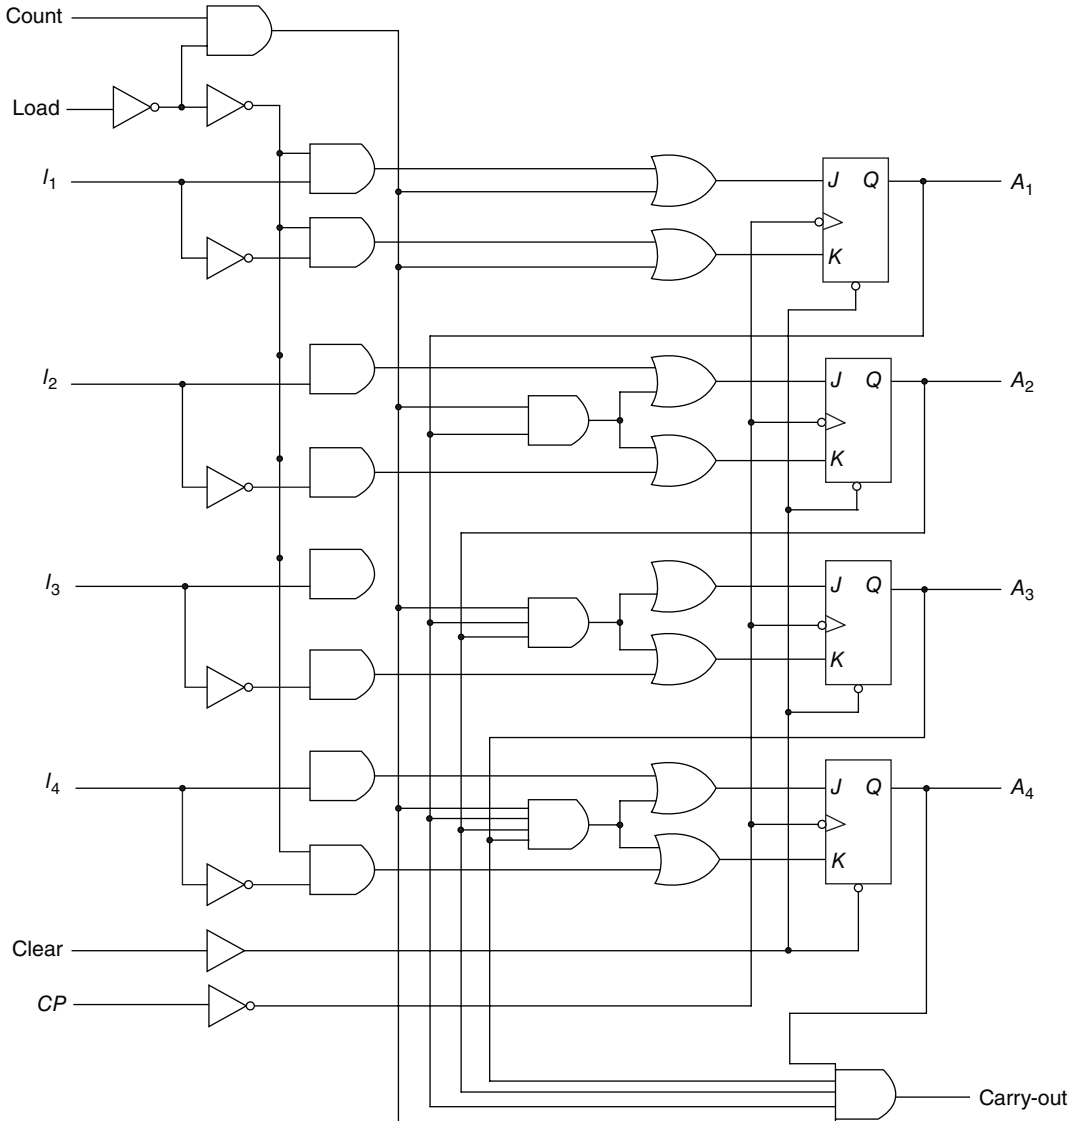 Count
Load
I1
J Q A1
K
I2
J Q A2
K
I3
J Q A3
K
I4
J Q A4
K
Clear
CP
Carry-out